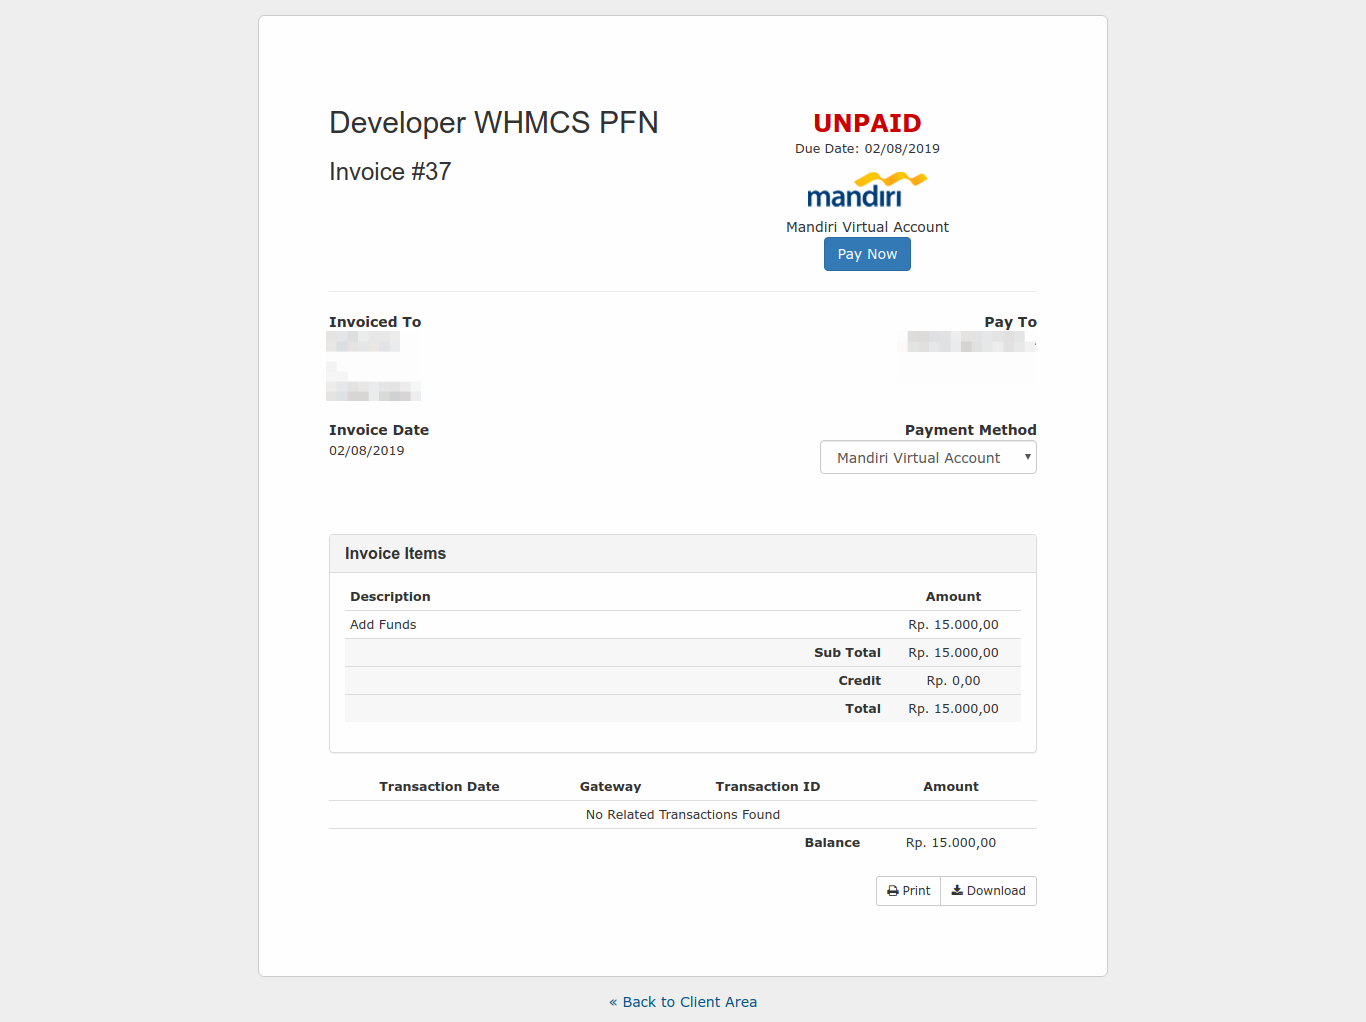 Developer WHMCS PFN
Invoice #37
UNPAID
Due Date: 02/08/2019
mandiri
Mandiri Virtual Account
Pay Now
Invoiced To
Pay To
Invoice Date
02/08/2019
Payment Method
Mandiri Virtual Account
Invoice Items
Description Amount
Add Funds Rp. 15.000,00
Sub Total Rp. 15.000,00
Credit Rp. 0,00
Total Rp. 15.000,00
Transaction Date Gateway Transaction ID Amount
No Related Transactions Found
Balance Rp. 15.000,00
Print Download
« Back to Client Area